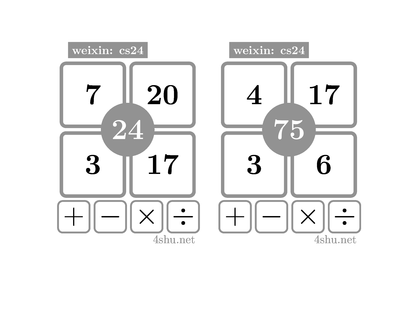 weixin: cs24
7 20
24
3 17
+ − × ÷
4shu.net
weixin: cs24
4 17
75
3 6
+ − × ÷
4shu.net